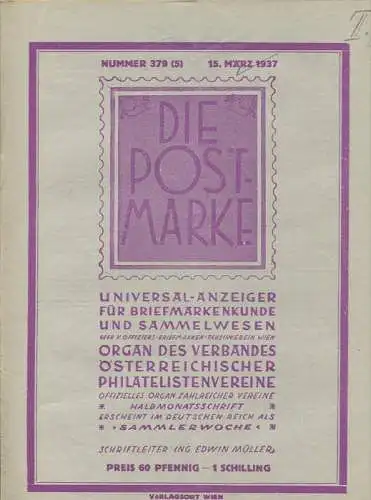 I.
NUMMER 379 (5) 15. MÄRZ 1937
DIE
POST-
MARKE
UNIVERSAL-ANZEIGER
FÜR BRIEFMARKENKUNDE
UND SAMMELWESEN
ORGAN DES VERBANDES
ÖSTERREICHISCHER
PHILATELISTENVEREINE
OFFIZIELLES ORGAN ZAHLREICHER VEREINE
HALBMONATSSCHRIFT
ERSCHEINT IM DEUTSCHEN REICH ALS
»SAMMLERWOCHE«
SCHRIFTLEITER ING EDWIN MÜLLER
PREIS 60 PFENNIG — 1 SCHILLING
VERLAGSORT WIEN